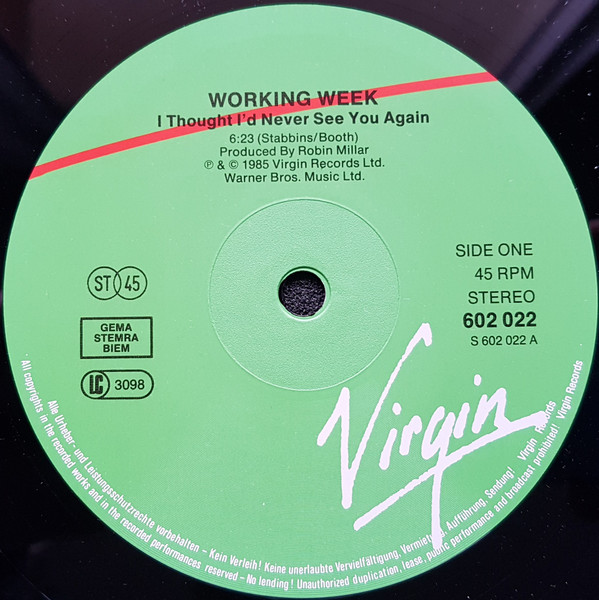 WORKING WEEK
I Thought I'd Never See You Again
6:23 (Stabbins/Booth)
Produced By Robin Millar
℗ & © 1985 Virgin Records Ltd.
Warner Bros. Music Ltd.
ST 45
GEMA
STEMRA
BIEM
LC 3098
SIDE ONE
45 RPM
STEREO
602 022
S 602 022 A
Virgin
Alle Urheber- und Leistungsschutzrechte vorbehalten – Kein Verleih! Keine unerlaubte Vervielfältigung, Vermietung, Aufführung, Sendung! Virgin Records
All copyrights in the recorded works and in the recorded performances reserved – No lending! Unauthorized duplication, lease, public performance and broadcast prohibited! Virgin Records